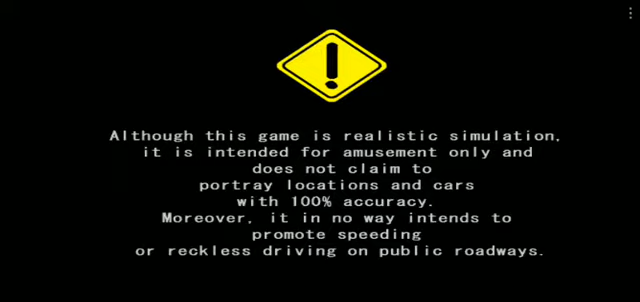 !
Although this game is realistic simulation,
it is intended for amusement only and
does not claim to
portray locations and cars
with 100% accuracy.
Moreover, it in no way intends to
promote speeding
or reckless driving on public roadways.